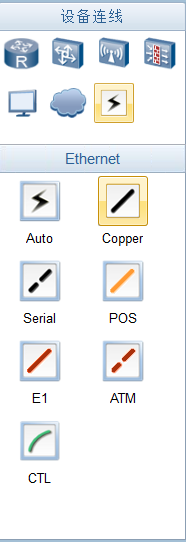 设备连线
R
Ethernet
Auto Copper
Serial POS
E1 ATM
CTL